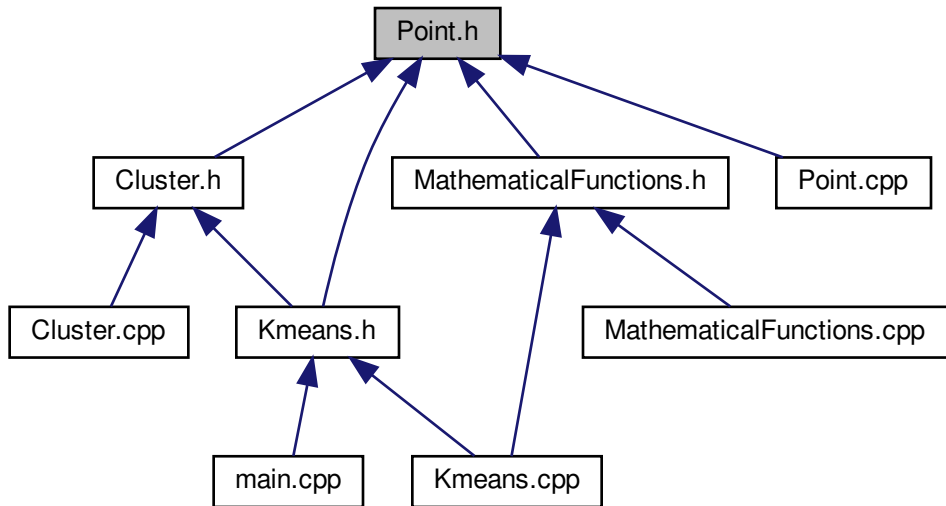 Point.h
Cluster.h
MathematicalFunctions.h
Point.cpp
Cluster.cpp
Kmeans.h
MathematicalFunctions.cpp
main.cpp
Kmeans.cpp